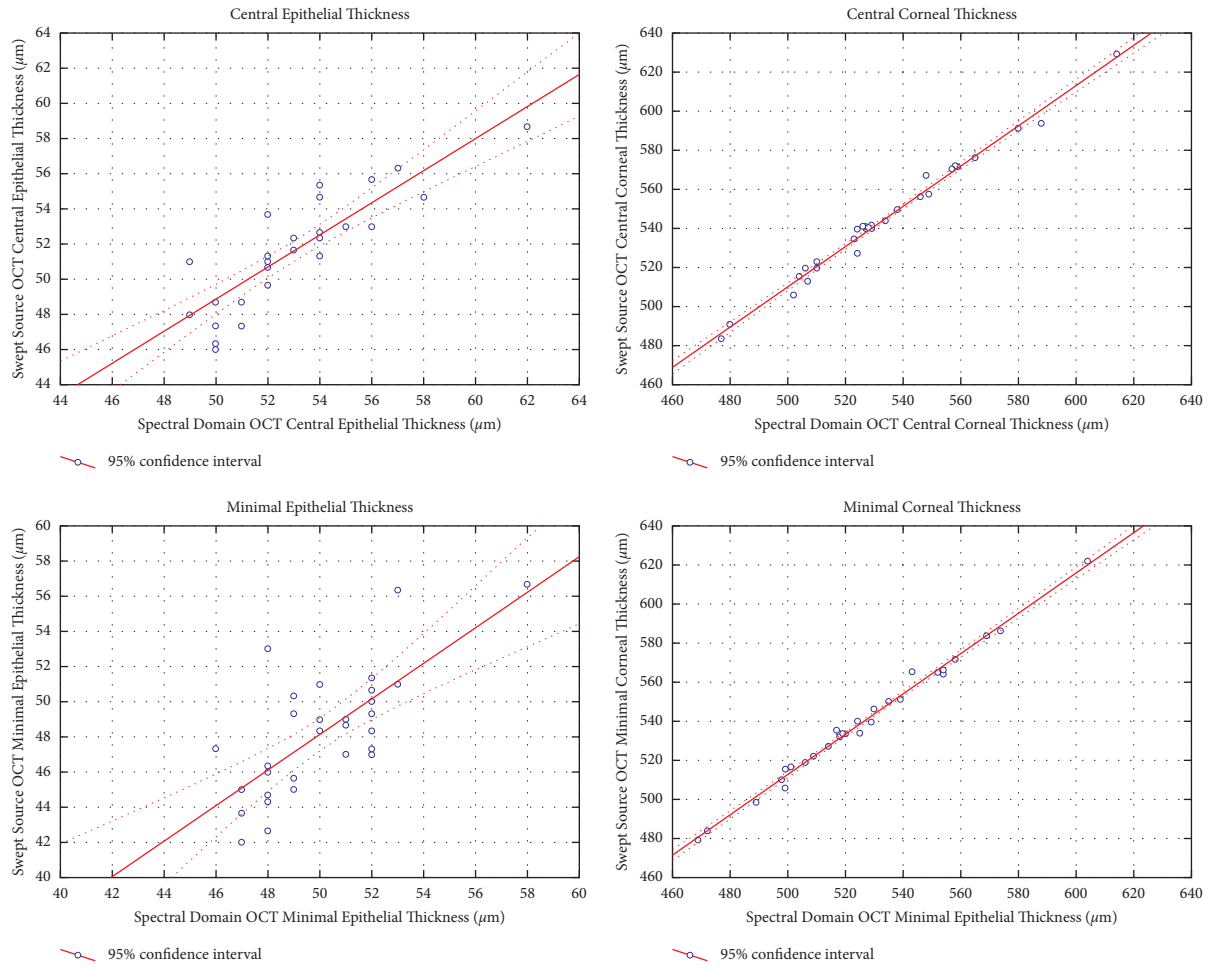 Central Epithelial Thickness
Swept Source OCT Central Epithelial Thickness (μm)
64
62
60
58
56
54
52
50
48
46
44
44 46 48 50 52 54 56 58 60 62 64
Spectral Domain OCT Central Epithelial Thickness (μm)
95% confidence interval
Central Corneal Thickness
Swept Source OCT Central Corneal Thickness (μm)
640
620
600
580
560
540
520
500
480
460
460 480 500 520 540 560 580 600 620 640
Spectral Domain OCT Central Corneal Thickness (μm)
95% confidence interval
Minimal Epithelial Thickness
Swept Source OCT Minimal Epithelial Thickness (μm)
60
58
56
54
52
50
48
46
44
42
40
40 42 44 46 48 50 52 54 56 58 60
Spectral Domain OCT Minimal Epithelial Thickness (μm)
95% confidence interval
Minimal Corneal Thickness
Swept Source OCT Minimal Corneal Thickness (μm)
640
620
600
580
560
540
520
500
480
460
460 480 500 520 540 560 580 600 620 640
Spectral Domain OCT Minimal Epithelial Thickness (μm)
95% confidence interval